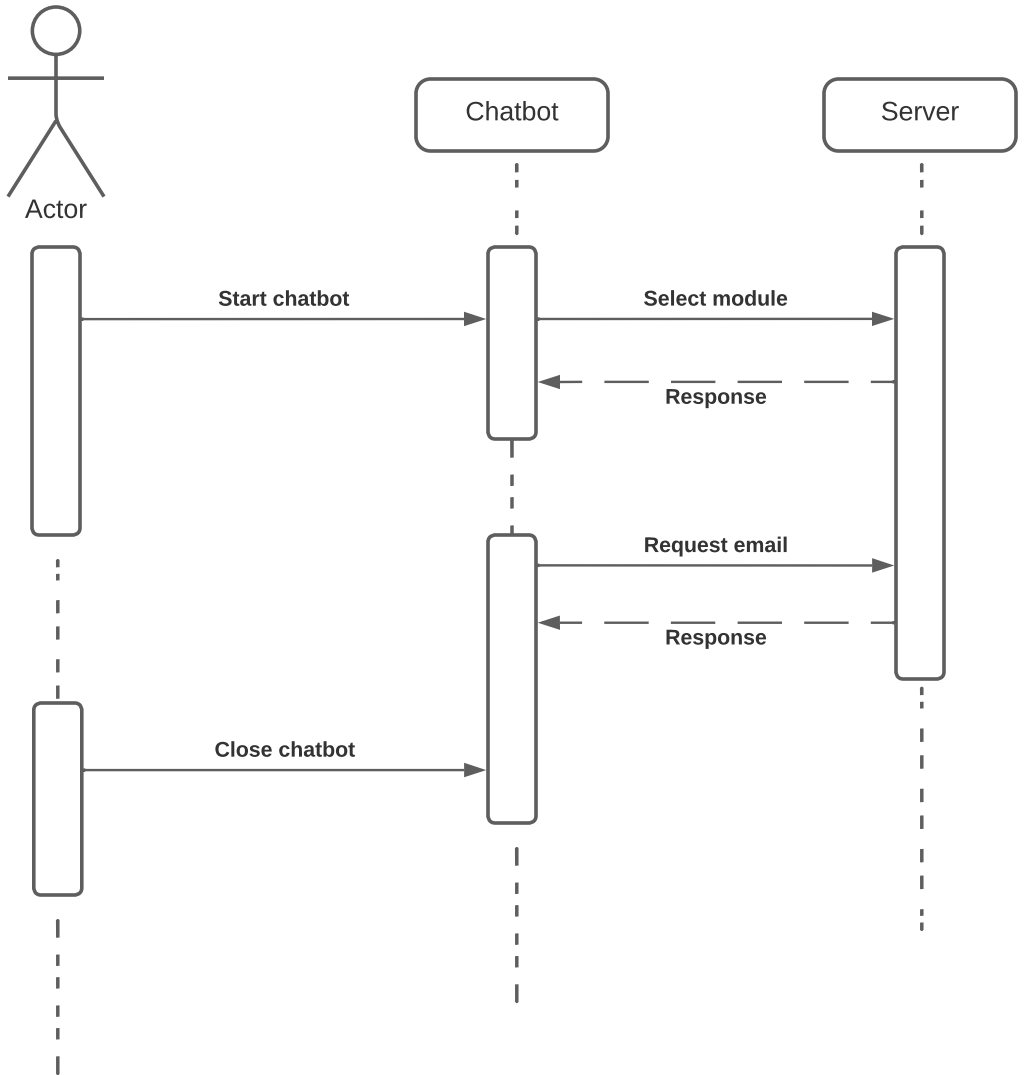 Chatbot
Server
Actor
Start chatbot
Select module
Response
Request email
Response
Close chatbot